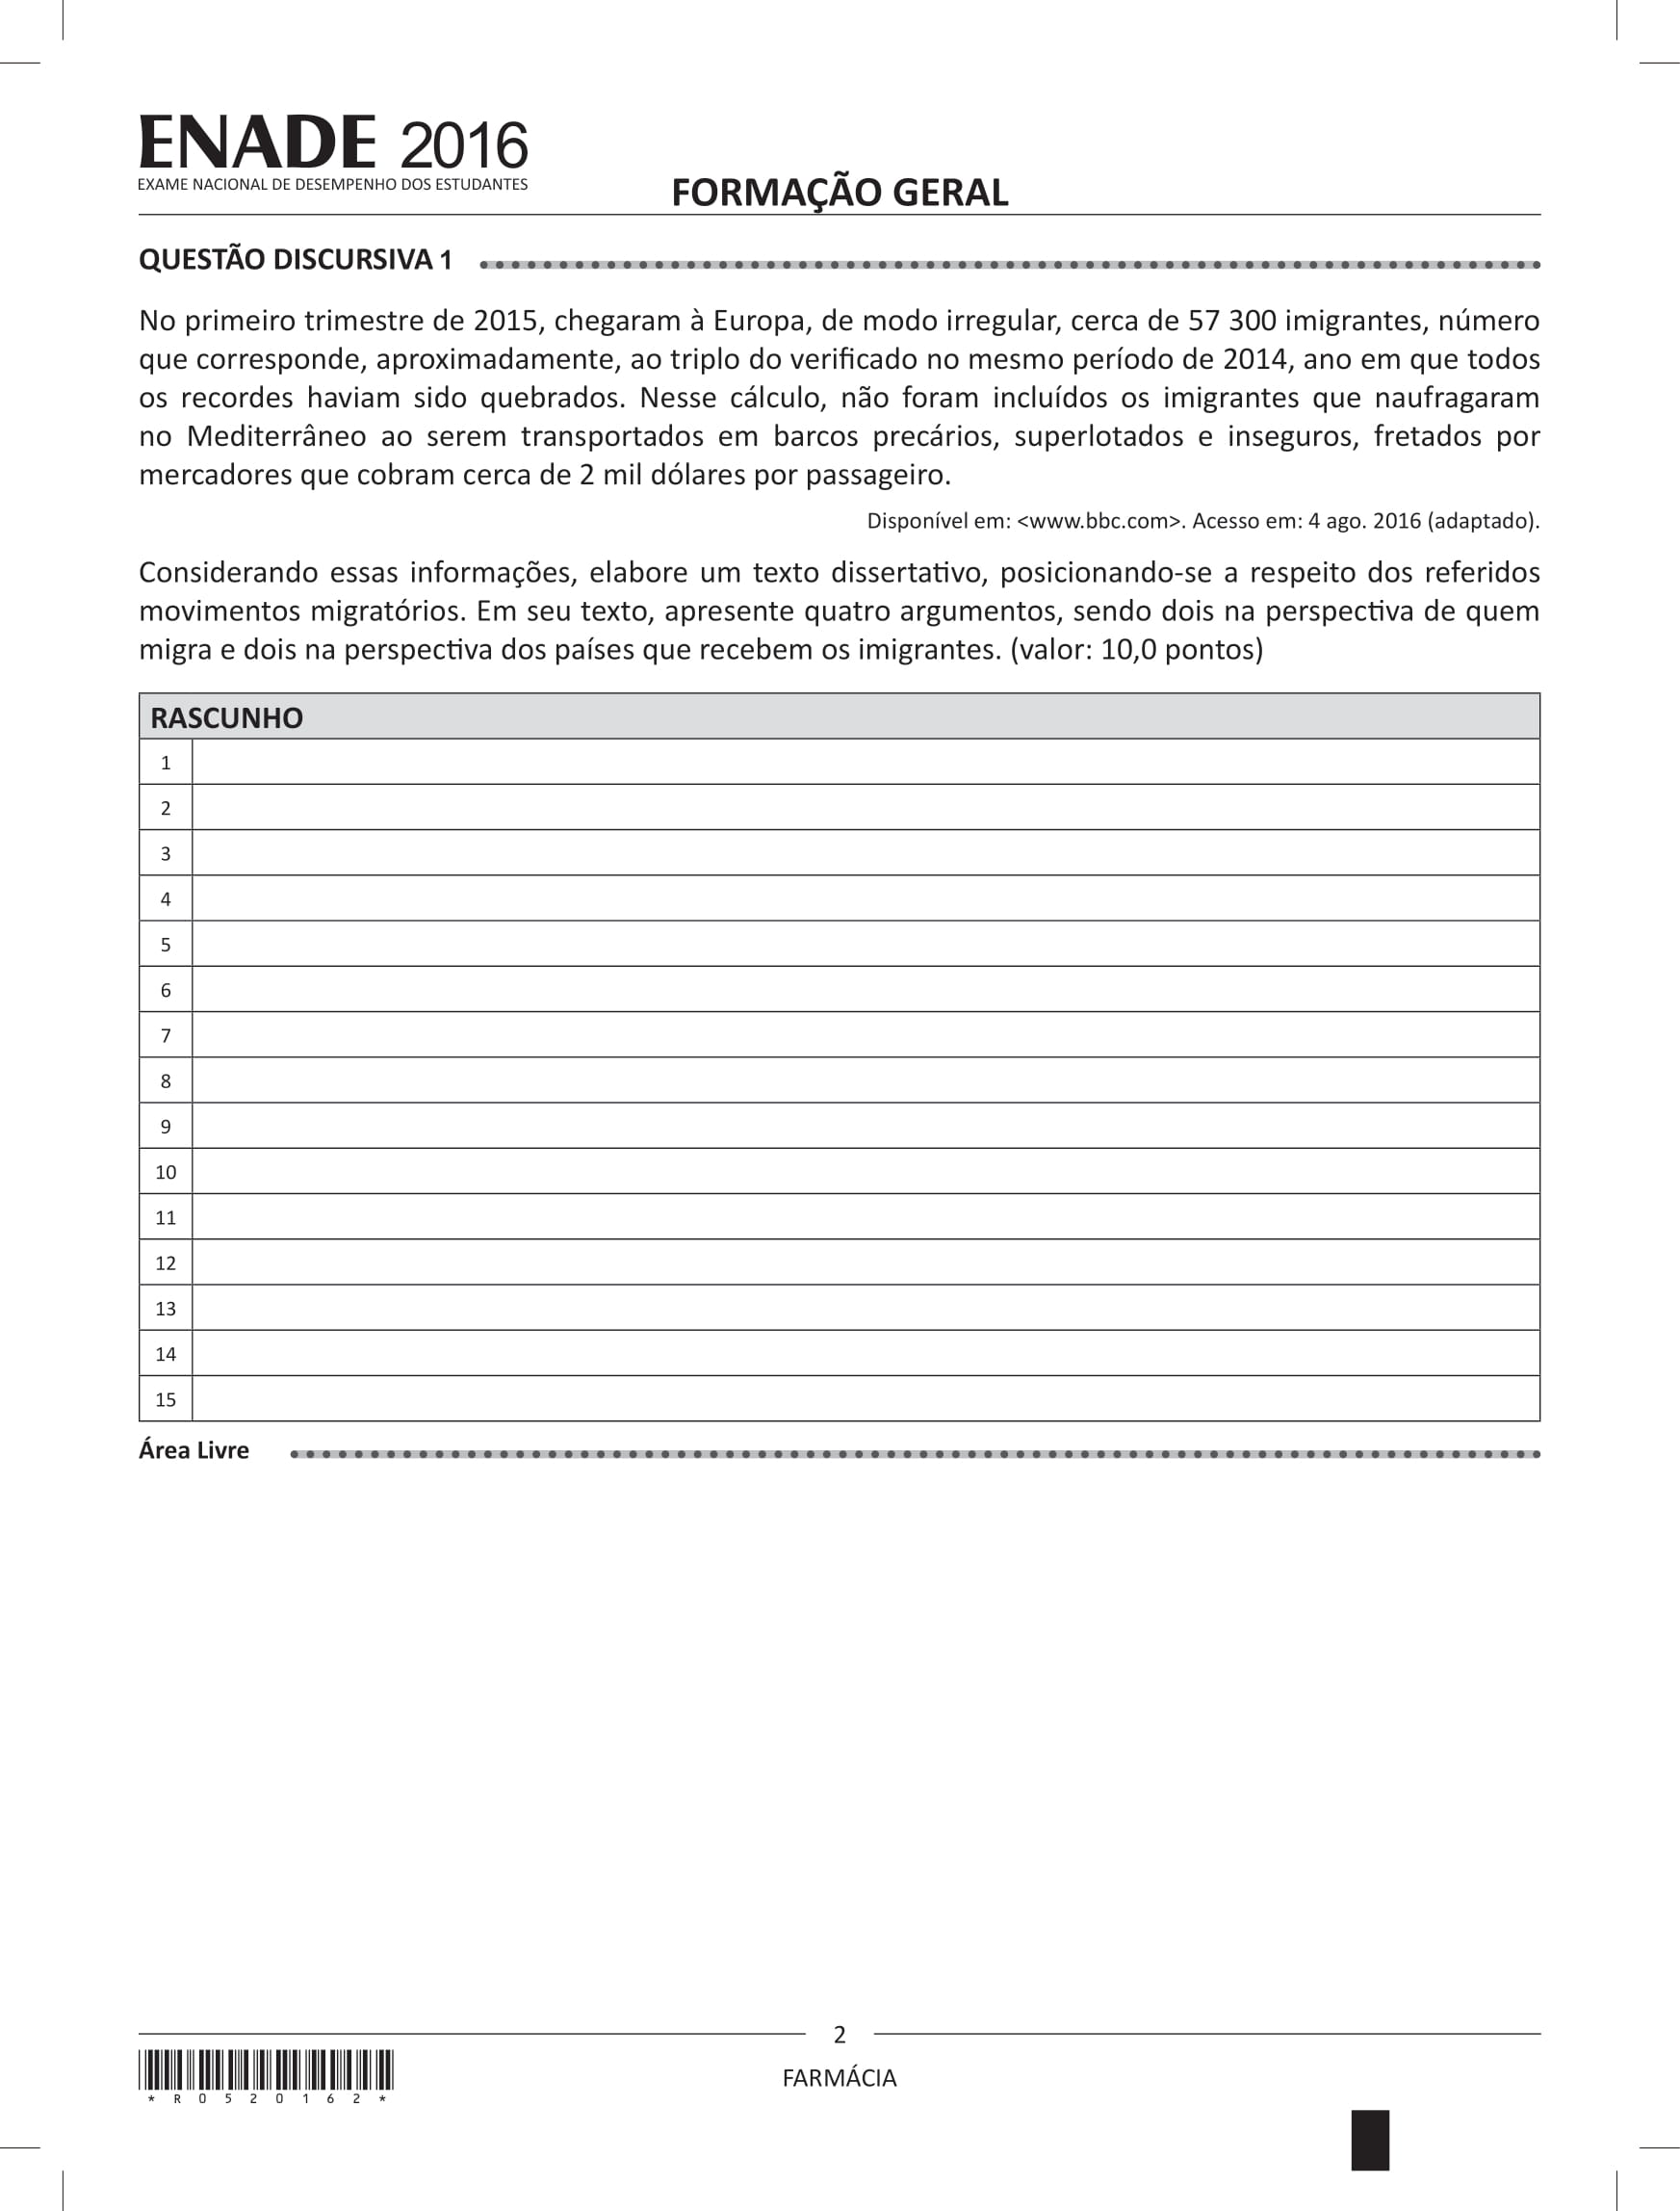 ENADE 2016
EXAME NACIONAL DE DESEMPENHO DOS ESTUDANTES
FORMAÇÃO GERAL
QUESTÃO DISCURSIVA 1
No primeiro trimestre de 2015, chegaram à Europa, de modo irregular, cerca de 57 300 imigrantes, número
que corresponde, aproximadamente, ao triplo do verificado no mesmo período de 2014, ano em que todos
os recordes haviam sido quebrados. Nesse cálculo, não foram incluídos os imigrantes que naufragaram
no Mediterrâneo ao serem transportados em barcos precários, superlotados e inseguros, fretados por
mercadores que cobram cerca de 2 mil dólares por passageiro.
Disponível em: <www.bbc.com>. Acesso em: 4 ago. 2016 (adaptado).
Considerando essas informações, elabore um texto dissertativo, posicionando-se a respeito dos referidos
movimentos migratórios. Em seu texto, apresente quatro argumentos, sendo dois na perspectiva de quem
migra e dois na perspectiva dos países que recebem os imigrantes. (valor: 10,0 pontos)
RASCUNHO
1
2
3
4
5
6
7
8
9
10
11
12
13
14
15
Área Livre
2
FARMÁCIA
* R 0 5 2 0 1 6 2 *